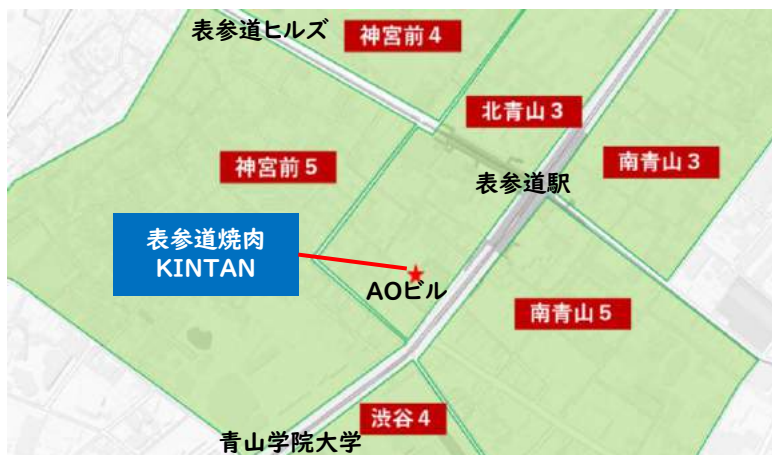 表参道ヒルズ
神宮前4
北青山3
神宮前5
表参道駅
南青山3
表参道焼肉
KINTAN
AOビル
南青山5
渋谷4
青山学院大学